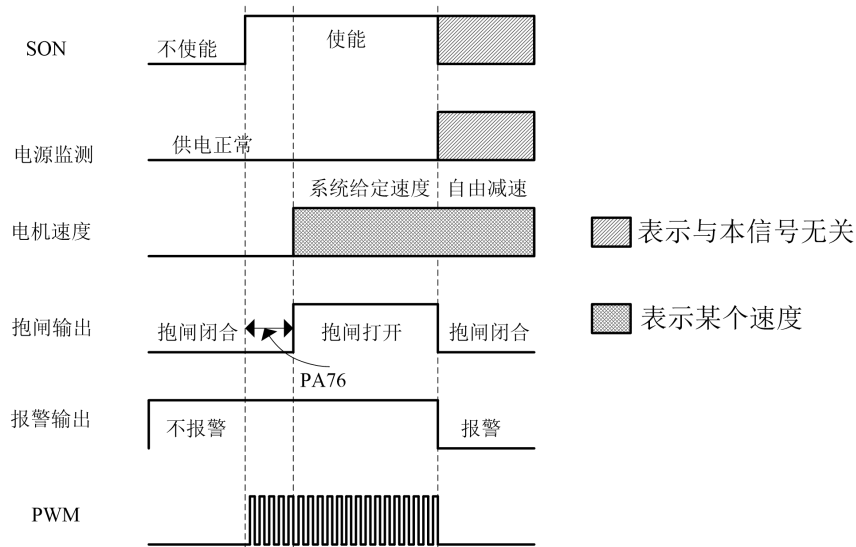 SON
不使能
使能
电源监测
供电正常
系统给定速度
自由减速
电机速度
表示与本信号无关
抱闸输出
抱闸闭合
抱闸打开
抱闸闭合
表示某个速度
PA76
报警输出
不报警
报警
PWM